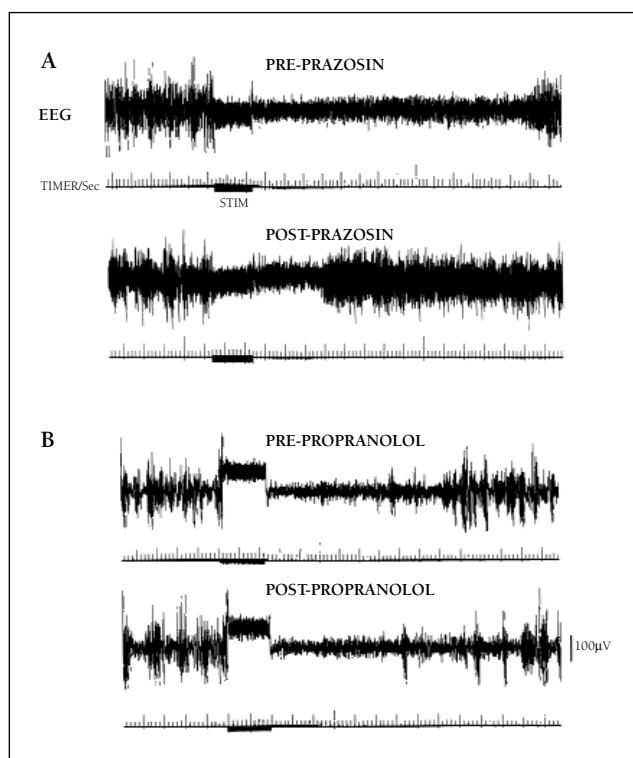 A
PRE-PRAZOSIN
EEG
TIMER/Sec
STIM
POST-PRAZOSIN
B
PRE-PROPRANOLOL
POST-PROPRANOLOL
100µV